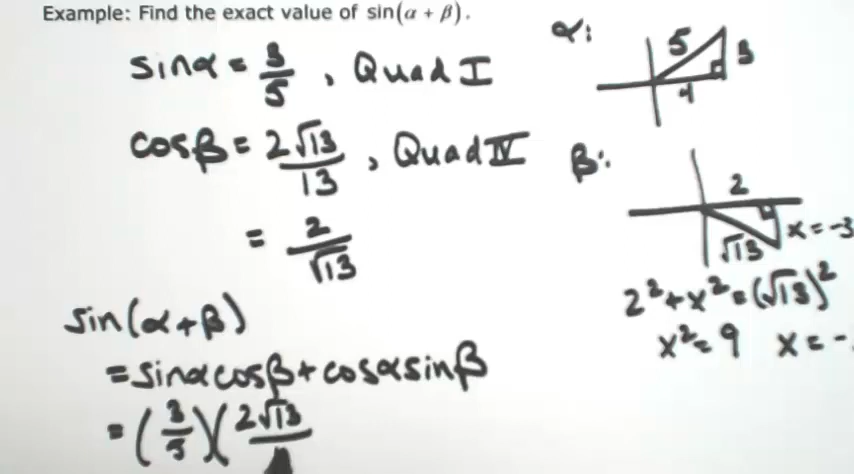 Example: Find the exact value of sin(α + β).
sinα = 3/5 , Quad I
cosβ = 2√13/13 , Quad IV
= 2/√13
sin(α+β)
= sinαcosβ + cosαsinβ
= (3/5)(2√13
α:
5
3
4
β:
2
x = -3
√13
2² + x² = (√13)²
x² = 9 x = -